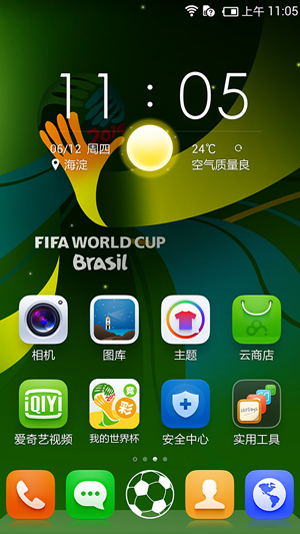 上午 11:05
11:05
06/12 周四
24℃
海淀
空气质量良
FIFA WORLD CUP
Brasil
相机
图库
主题
云商店
QIYI
彩
爱奇艺视频
我的世界杯
安全中心
实用工具